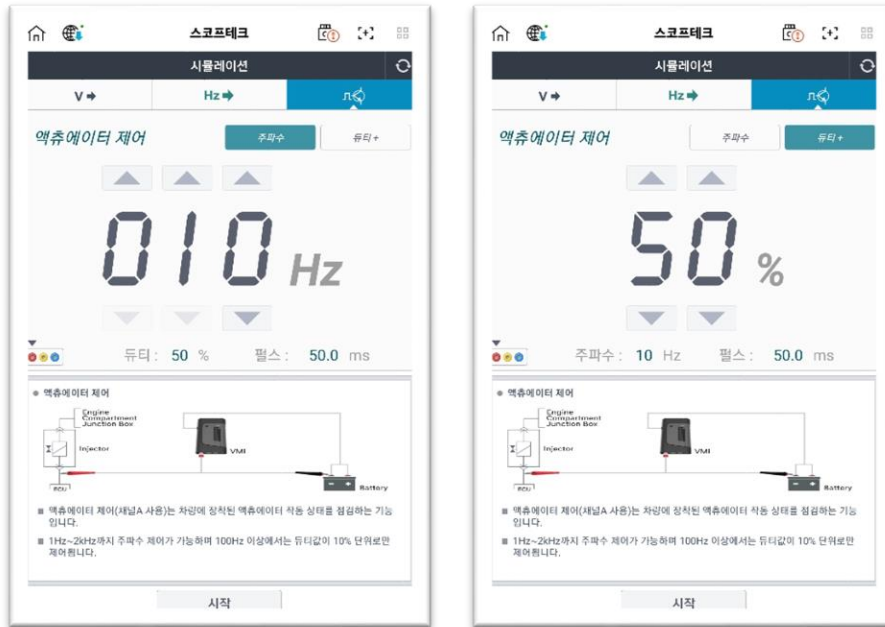 스코프테크
시뮬레이션
V
Hz
액츄에이터 제어
주파수
듀티+
010 Hz
듀티 : 50 % 펄스 : 50.0 ms
액츄에이터 제어
Engine
Compartment
Junction Box
Injector
VMI
ECU
Battery
액츄에이터 제어(채널A 사용)는 차량에 장착된 액츄에이터 작동 상태를 점검하는 기능
입니다.
1Hz~2kHz까지 주파수 제어가 가능하며 100Hz 이상에서는 듀티값이 10% 단위로만
제어됩니다.
시작
스코프테크
시뮬레이션
V
Hz
액츄에이터 제어
주파수
듀티+
50 %
주파수 : 10 Hz 펄스 : 50.0 ms
액츄에이터 제어
Engine
Compartment
Junction Box
Injector
VMI
ECU
Battery
액츄에이터 제어(채널A 사용)는 차량에 장착된 액츄에이터 작동 상태를 점검하는 기능
입니다.
1Hz~2kHz까지 주파수 제어가 가능하며 100Hz 이상에서는 듀티값이 10% 단위로만
제어됩니다.
시작